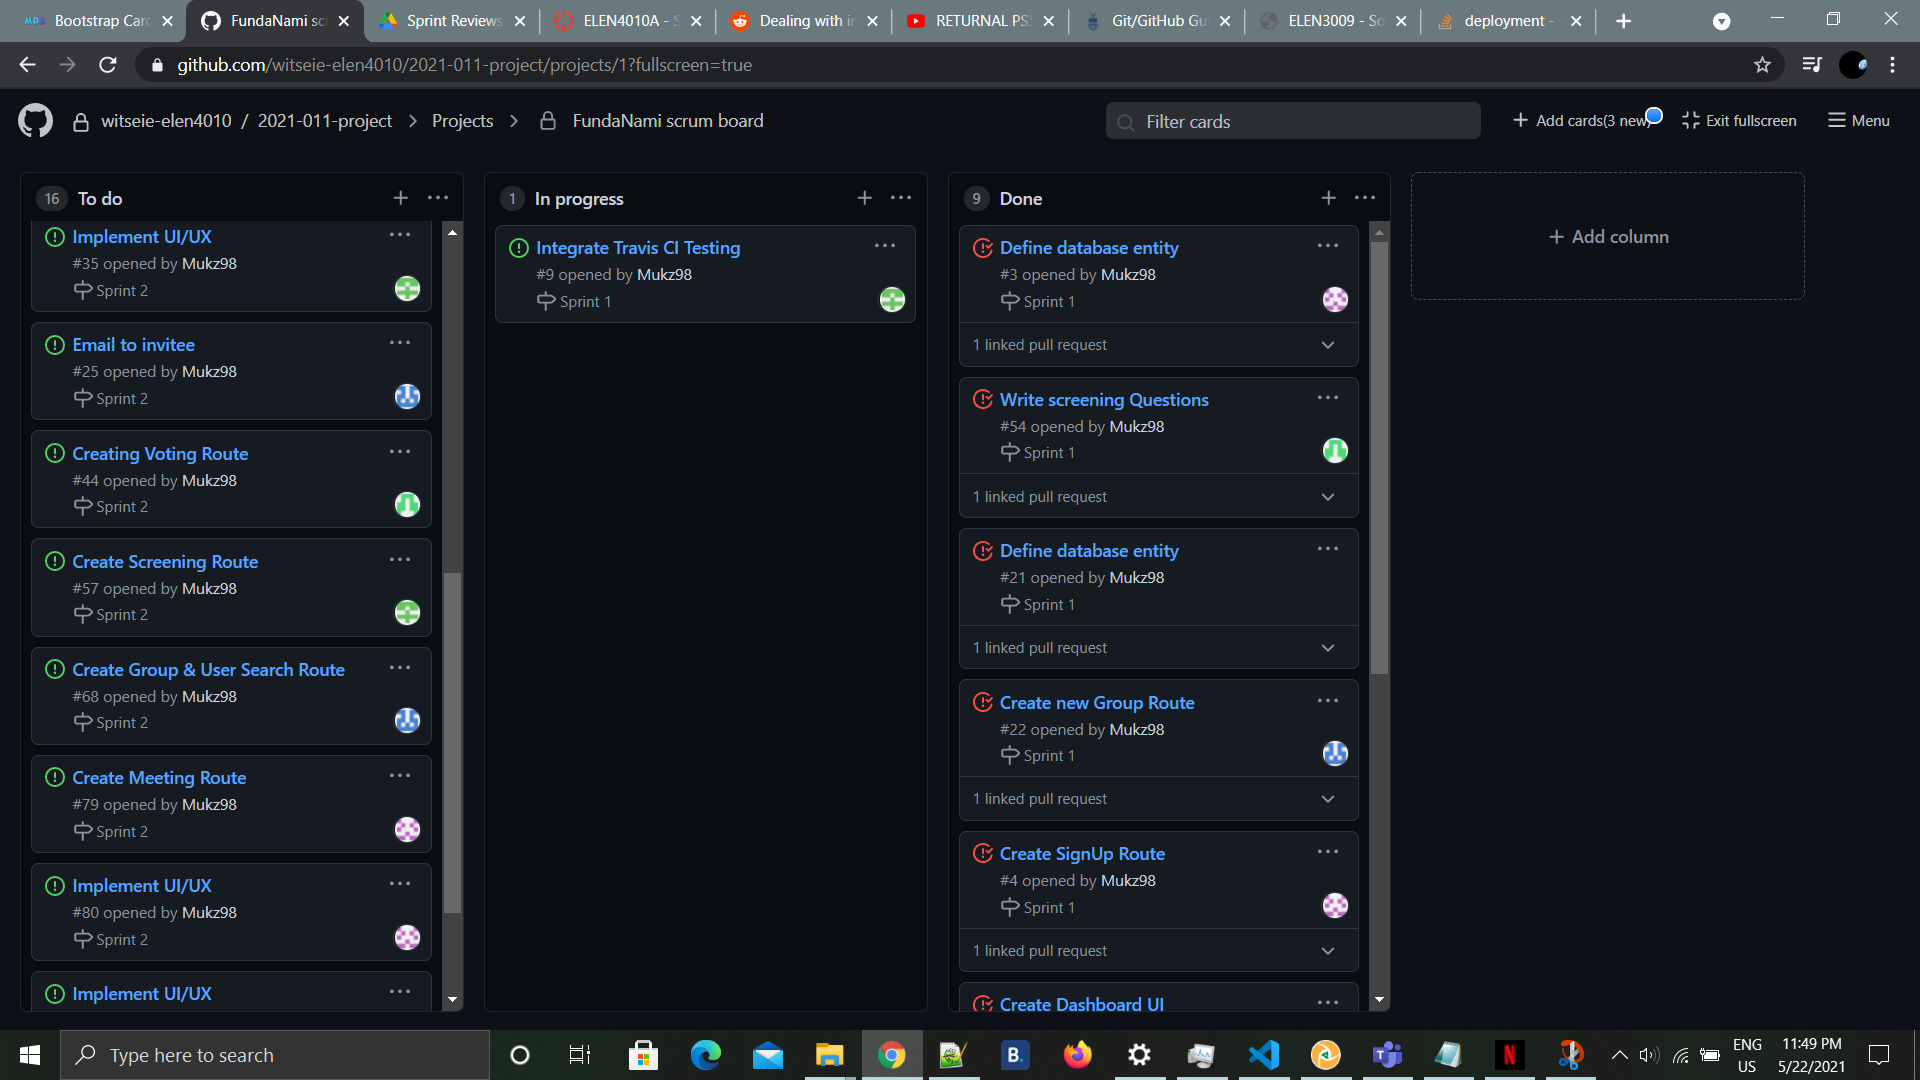 Bootstrap Car
FundaNami sc
Sprint Reviews
ELEN4010A - S
Dealing with i
RETURNAL PS
Git/GitHub Gu
ELEN3009 - So
deployment -
github.com/witseie-elen4010/2021-011-project/projects/1?fullscreen=true
witseie-elen4010 / 2021-011-project
Projects
FundaNami scrum board
Filter cards
Add cards(3 new)
Exit fullscreen
Menu
16 To do
Implement UI/UX
#35 opened by Mukz98
Sprint 2
Email to invitee
#25 opened by Mukz98
Sprint 2
Creating Voting Route
#44 opened by Mukz98
Sprint 2
Create Screening Route
#57 opened by Mukz98
Sprint 2
Create Group & User Search Route
#68 opened by Mukz98
Sprint 2
Create Meeting Route
#79 opened by Mukz98
Sprint 2
Implement UI/UX
#80 opened by Mukz98
Sprint 2
Implement UI/UX
1 In progress
Integrate Travis CI Testing
#9 opened by Mukz98
Sprint 1
9 Done
Define database entity
#3 opened by Mukz98
Sprint 1
1 linked pull request
Write screening Questions
#54 opened by Mukz98
Sprint 1
1 linked pull request
Define database entity
#21 opened by Mukz98
Sprint 1
1 linked pull request
Create new Group Route
#22 opened by Mukz98
Sprint 1
1 linked pull request
Create SignUp Route
#4 opened by Mukz98
Sprint 1
1 linked pull request
Create Dashboard UI
Add column
Type here to search
ENG
US
11:49 PM
5/22/2021